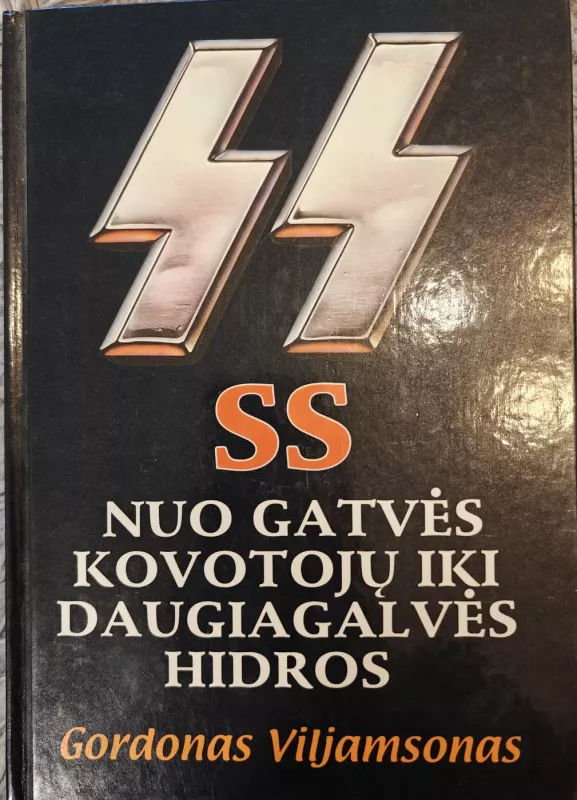 SS
NUO GATVĖS
KOVOTOJŲ IKI
DAUGIAGALVĖS
HIDROS
Gordonas Viljamsonas